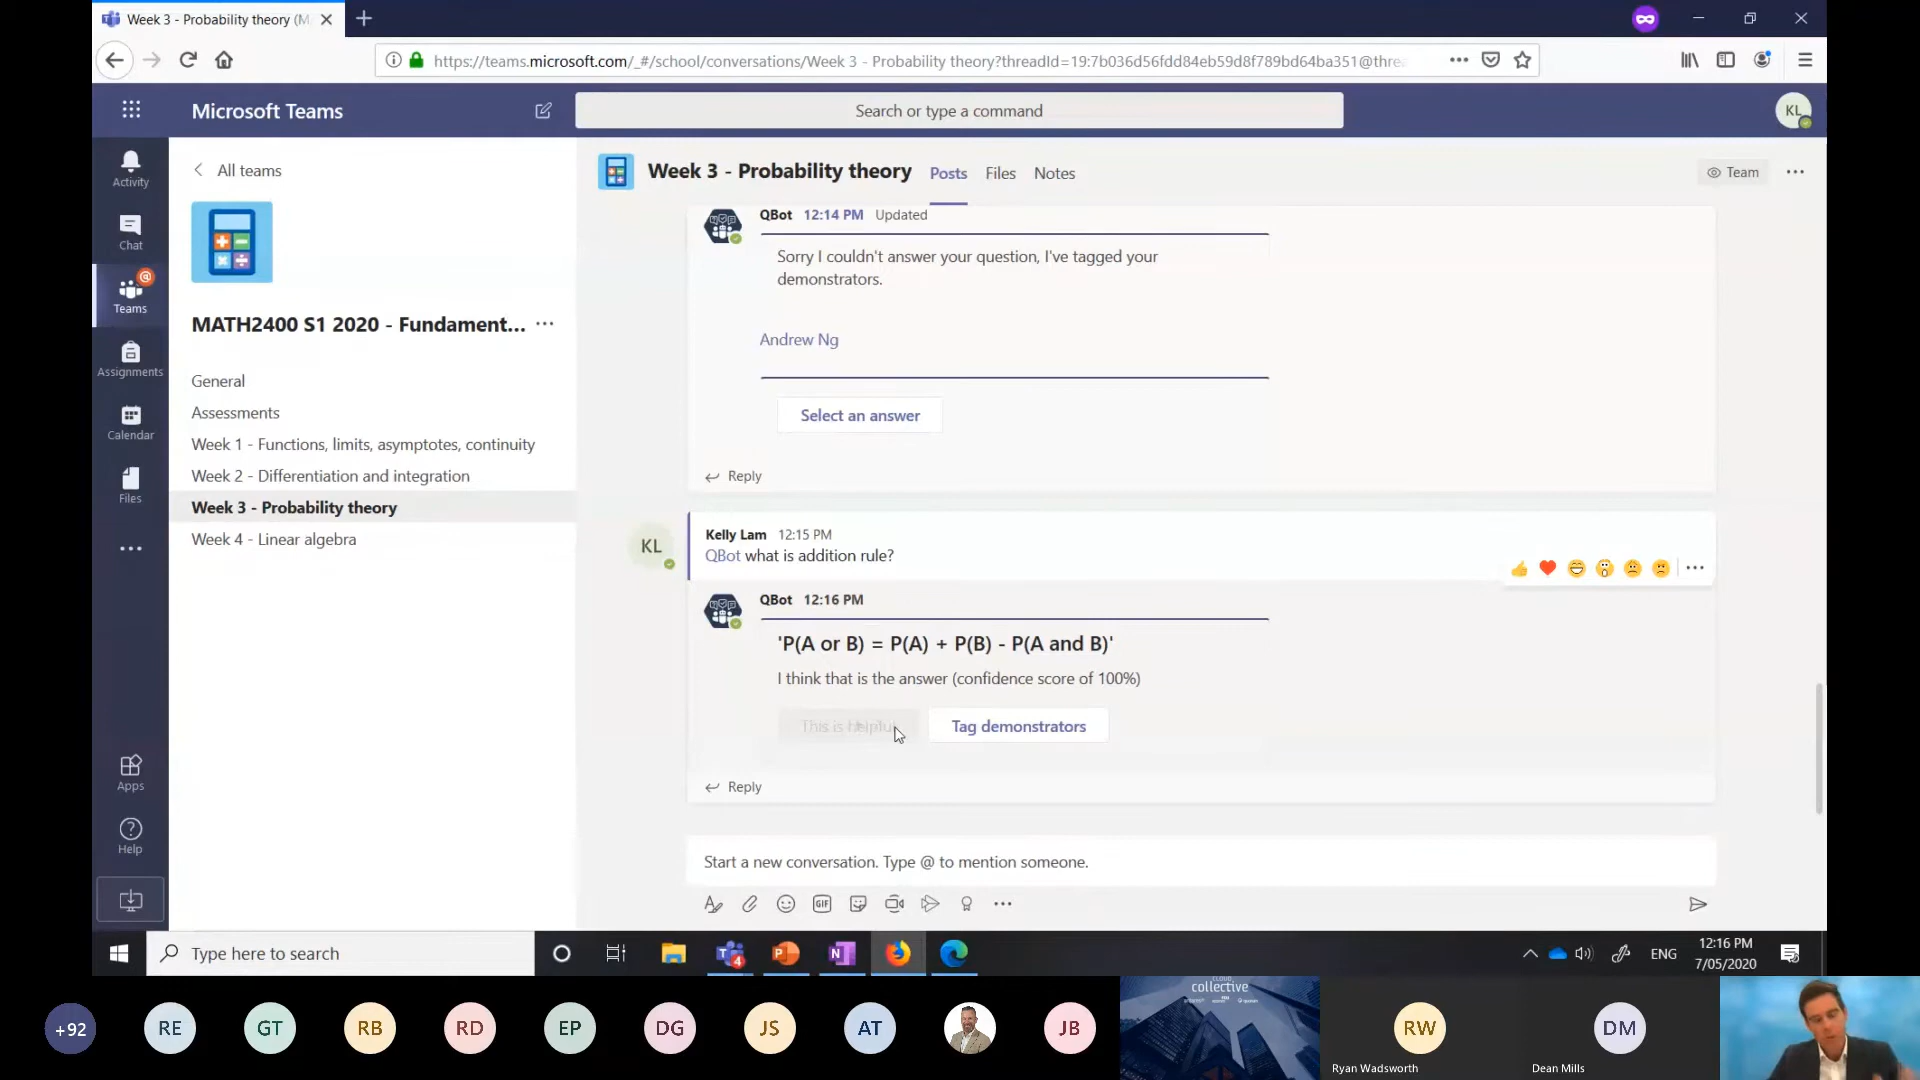 Week 3 - Probability theory (M
https://teams.microsoft.com/_#/school/conversations/Week 3 - Probability theory?threadId=19:7b036d56fdd84eb59d8f789bd64ba351@thre
Microsoft Teams
Search or type a command
KL
Activity
Chat
Teams
Assignments
Calendar
Files
Apps
Help
All teams
MATH2400 S1 2020 - Fundament...
General
Assessments
Week 1 - Functions, limits, asymptotes, continuity
Week 2 - Differentiation and integration
Week 3 - Probability theory
Week 4 - Linear algebra
Week 3 - Probability theory
Posts
Files
Notes
Team
QBot 12:14 PM Updated
Sorry I couldn't answer your question, I've tagged your
demonstrators.
Andrew Ng
Select an answer
Reply
KL
Kelly Lam 12:15 PM
QBot what is addition rule?
QBot 12:16 PM
'P(A or B) = P(A) + P(B) - P(A and B)'
I think that is the answer (confidence score of 100%)
This is helpful
Tag demonstrators
Reply
Start a new conversation. Type @ to mention someone.
GIF
Type here to search
4
ENG
12:16 PM
7/05/2020
+92
RE
GT
RB
RD
EP
DG
JS
AT
JB
collective
RW
Ryan Wadsworth
DM
Dean Mills